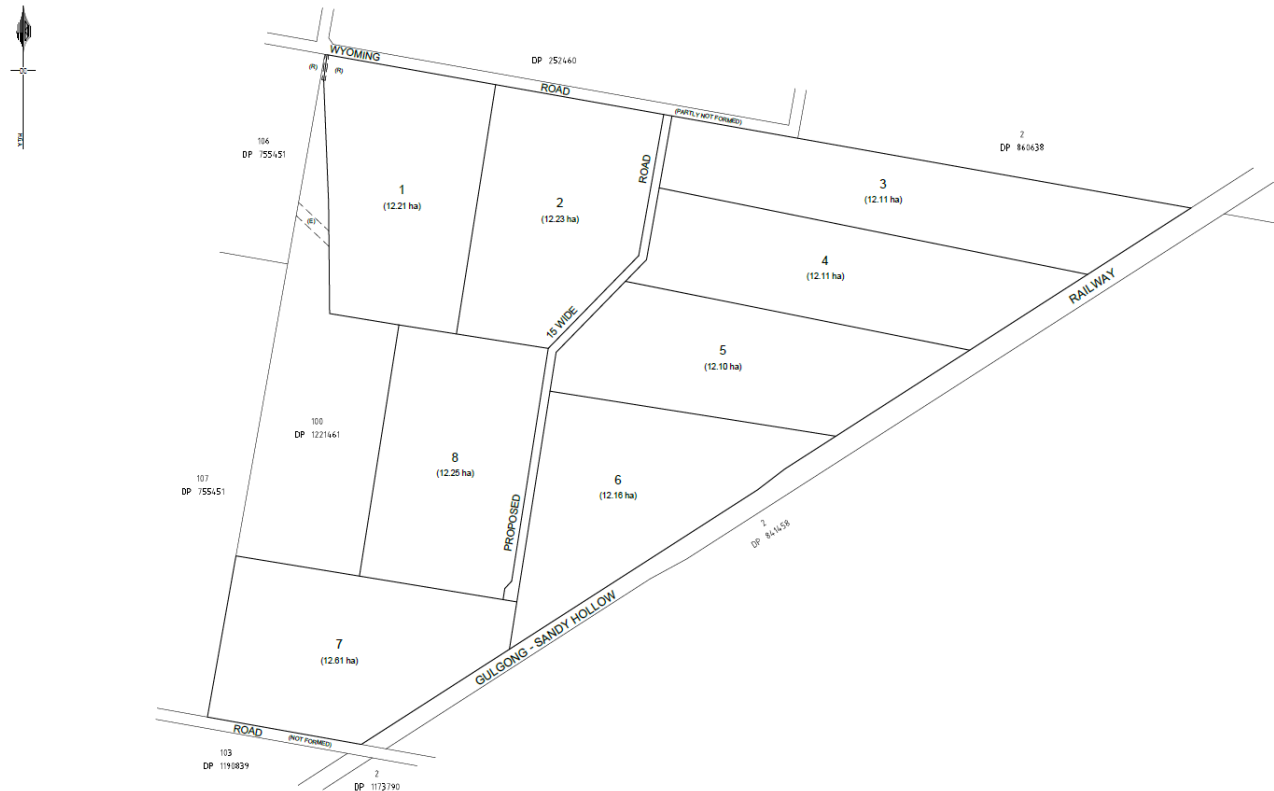 WYOMING
ROAD
(PARTLY NOT FORMED)
DP 252460
(R)
(R)
106
DP 755451
2
DP 860638
MGA
1
(12.21 ha)
2
(12.23 ha)
ROAD
3
(12.11 ha)
(E)
4
(12.11 ha)
RAILWAY
15 WIDE
5
(12.10 ha)
100
DP 1221461
8
(12.25 ha)
6
(12.16 ha)
107
DP 755451
PROPOSED
2
DP 841458
GULGONG - SANDY HOLLOW
7
(12.61 ha)
ROAD
(NOT FORMED)
103
DP 1190839
2
DP 1173790